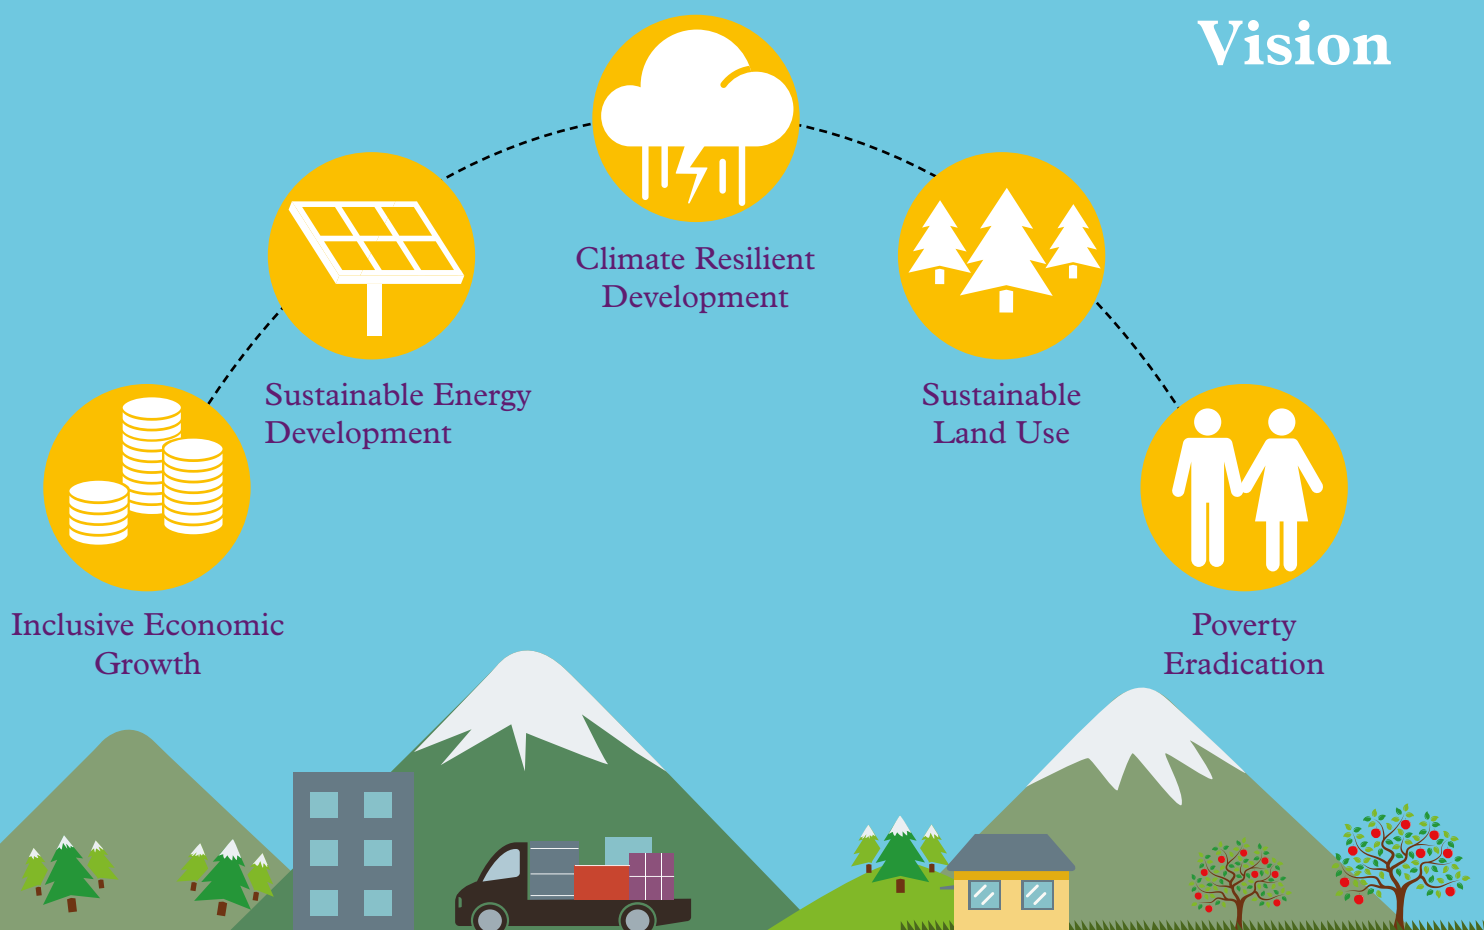 Vision
Climate Resilient
Development
Sustainable Energy
Development
Sustainable
Land Use
Inclusive Economic
Growth
Poverty
Eradication